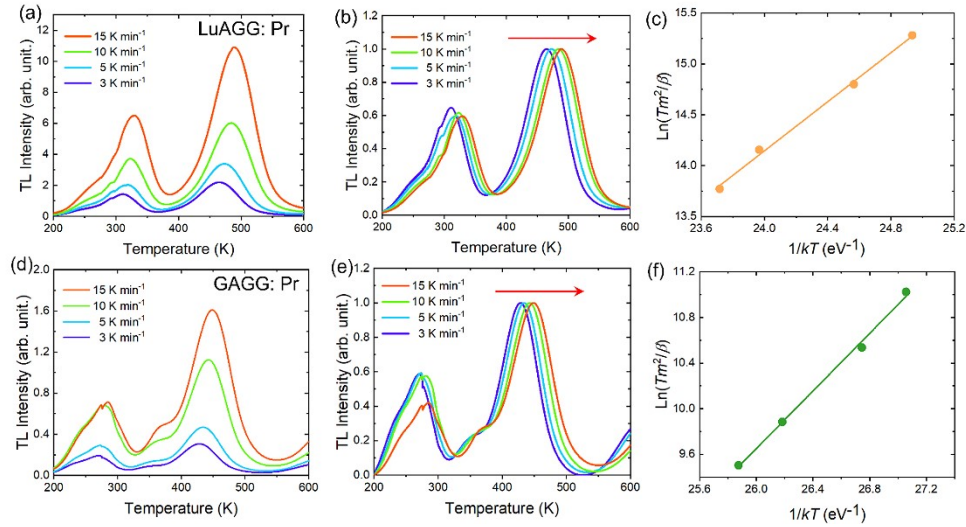 (a)
LuAGG: Pr
15 K min⁻¹
10 K min⁻¹
5 K min⁻¹
3 K min⁻¹
TL Intensity (arb. unit.)
12
10
8
6
4
2
0
200 300 400 500 600
Temperature (K)
(b)
15 K min⁻¹
10 K min⁻¹
5 K min⁻¹
3 K min⁻¹
TL Intensity (arb. unit.)
1.2
1.0
0.8
0.6
0.4
0.2
0.0
200 300 400 500 600
Temperature (K)
(c)
Ln(Tm²/β)
15.5
15.0
14.5
14.0
13.5
23.6 24.0 24.4 24.8 25.2
1/kT (eV⁻¹)
(d)
GAGG: Pr
15 K min⁻¹
10 K min⁻¹
5 K min⁻¹
3 K min⁻¹
TL Intensity (arb. unit.)
2.0
1.6
1.2
0.8
0.4
0.0
200 300 400 500 600
Temperature (K)
(e)
15 K min⁻¹
10 K min⁻¹
5 K min⁻¹
3 K min⁻¹
TL Intensity (arb. unit.)
1.2
1.0
0.8
0.6
0.4
0.2
0.0
200 300 400 500 600
Temperature (K)
(f)
Ln(Tm²/β)
11.2
10.8
10.4
10.0
9.6
25.6 26.0 26.4 26.8 27.2
1/kT (eV⁻¹)